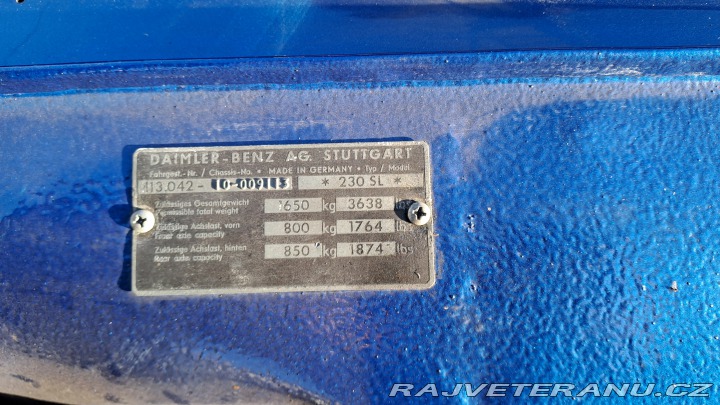 DAIMLER-BENZ AG. STUTTGART
Fahrgest.-Nr. / Chassis-No. * MADE IN GERMANY * Typ / Model
113.042 - 10-009113 * 230 SL *
Zulässiges Gesamtgewicht 1650 kg 3638 lbs
Permissible total weight
Zulässige Achslast, vorn 800 kg 1764 lbs
Front axle capacity
Zulässige Achslast, hinten 850 kg 1874 lbs
Rear axle capacity
RAJVETERANU.CZ